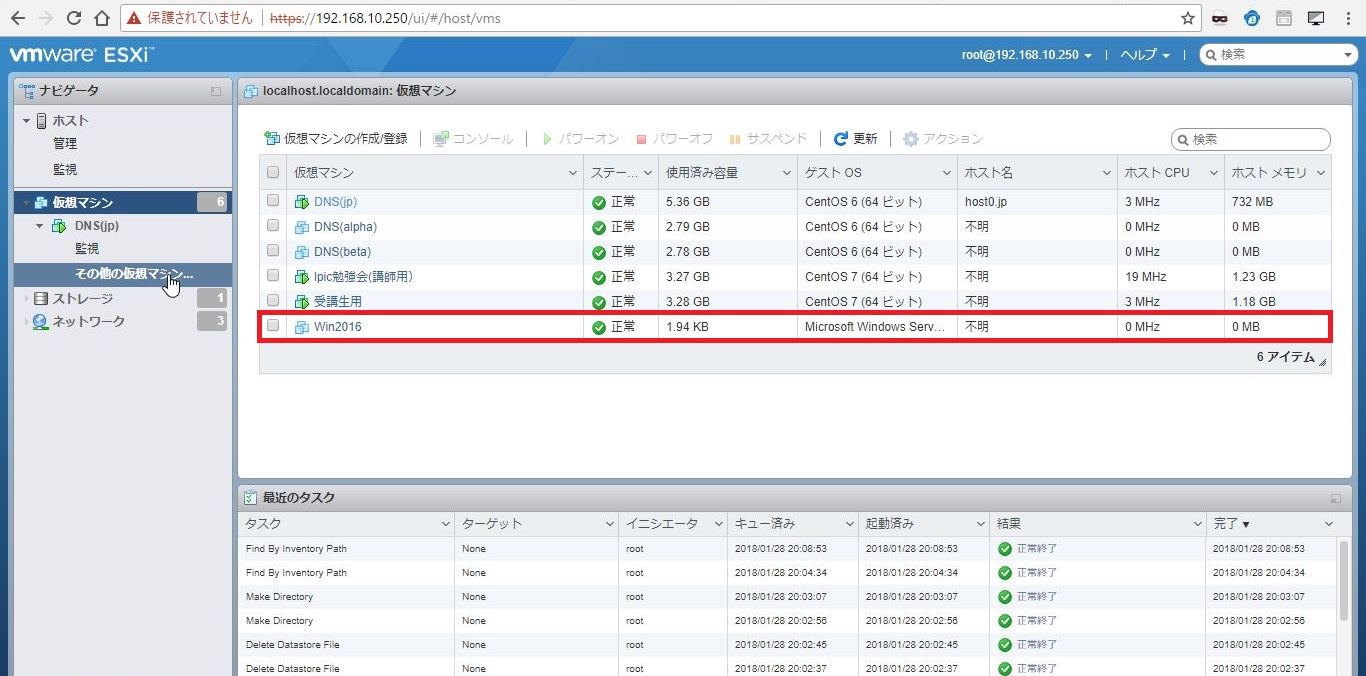 保護されていません https://192.168.10.250/ui/#/host/vms
vmware ESXi™ root@192.168.10.250 ヘルプ 検索
ナビゲータ
ホスト
管理
監視
仮想マシン 6
DNS(jp)
監視
その他の仮想マシン...
ストレージ 1
ネットワーク 3
localhost.localdomain: 仮想マシン
仮想マシンの作成/登録 コンソール パワーオン パワーオフ サスペンド 更新 アクション 検索
仮想マシン ステー... 使用済み容量 ゲスト OS ホスト名 ホスト CPU ホスト メモリ
DNS(jp) 正常 5.36 GB CentOS 6 (64 ビット) host0.jp 3 MHz 732 MB
DNS(alpha) 正常 2.79 GB CentOS 6 (64 ビット) 不明 0 MHz 0 MB
DNS(beta) 正常 2.78 GB CentOS 6 (64 ビット) 不明 0 MHz 0 MB
lpic勉強会(講師用) 正常 3.27 GB CentOS 7 (64 ビット) 不明 19 MHz 1.23 GB
受講生用 正常 3.28 GB CentOS 7 (64 ビット) 不明 3 MHz 1.18 GB
Win2016 正常 1.94 KB Microsoft Windows Serv... 不明 0 MHz 0 MB
6 アイテム
最近のタスク
タスク ターゲット イニシエータ キュー済み 起動済み 結果 完了 ▼
Find By Inventory Path None root 2018/01/28 20:08:53 2018/01/28 20:08:53 正常終了 2018/01/28 20:08:53
Find By Inventory Path None root 2018/01/28 20:04:34 2018/01/28 20:04:34 正常終了 2018/01/28 20:04:34
Make Directory None root 2018/01/28 20:03:07 2018/01/28 20:03:07 正常終了 2018/01/28 20:03:07
Make Directory None root 2018/01/28 20:02:56 2018/01/28 20:02:56 正常終了 2018/01/28 20:02:56
Delete Datastore File None root 2018/01/28 20:02:45 2018/01/28 20:02:45 正常終了 2018/01/28 20:02:45
Delete Datastore File None root 2018/01/28 20:02:37 2018/01/28 20:02:37 正常終了 2018/01/28 20:02:37